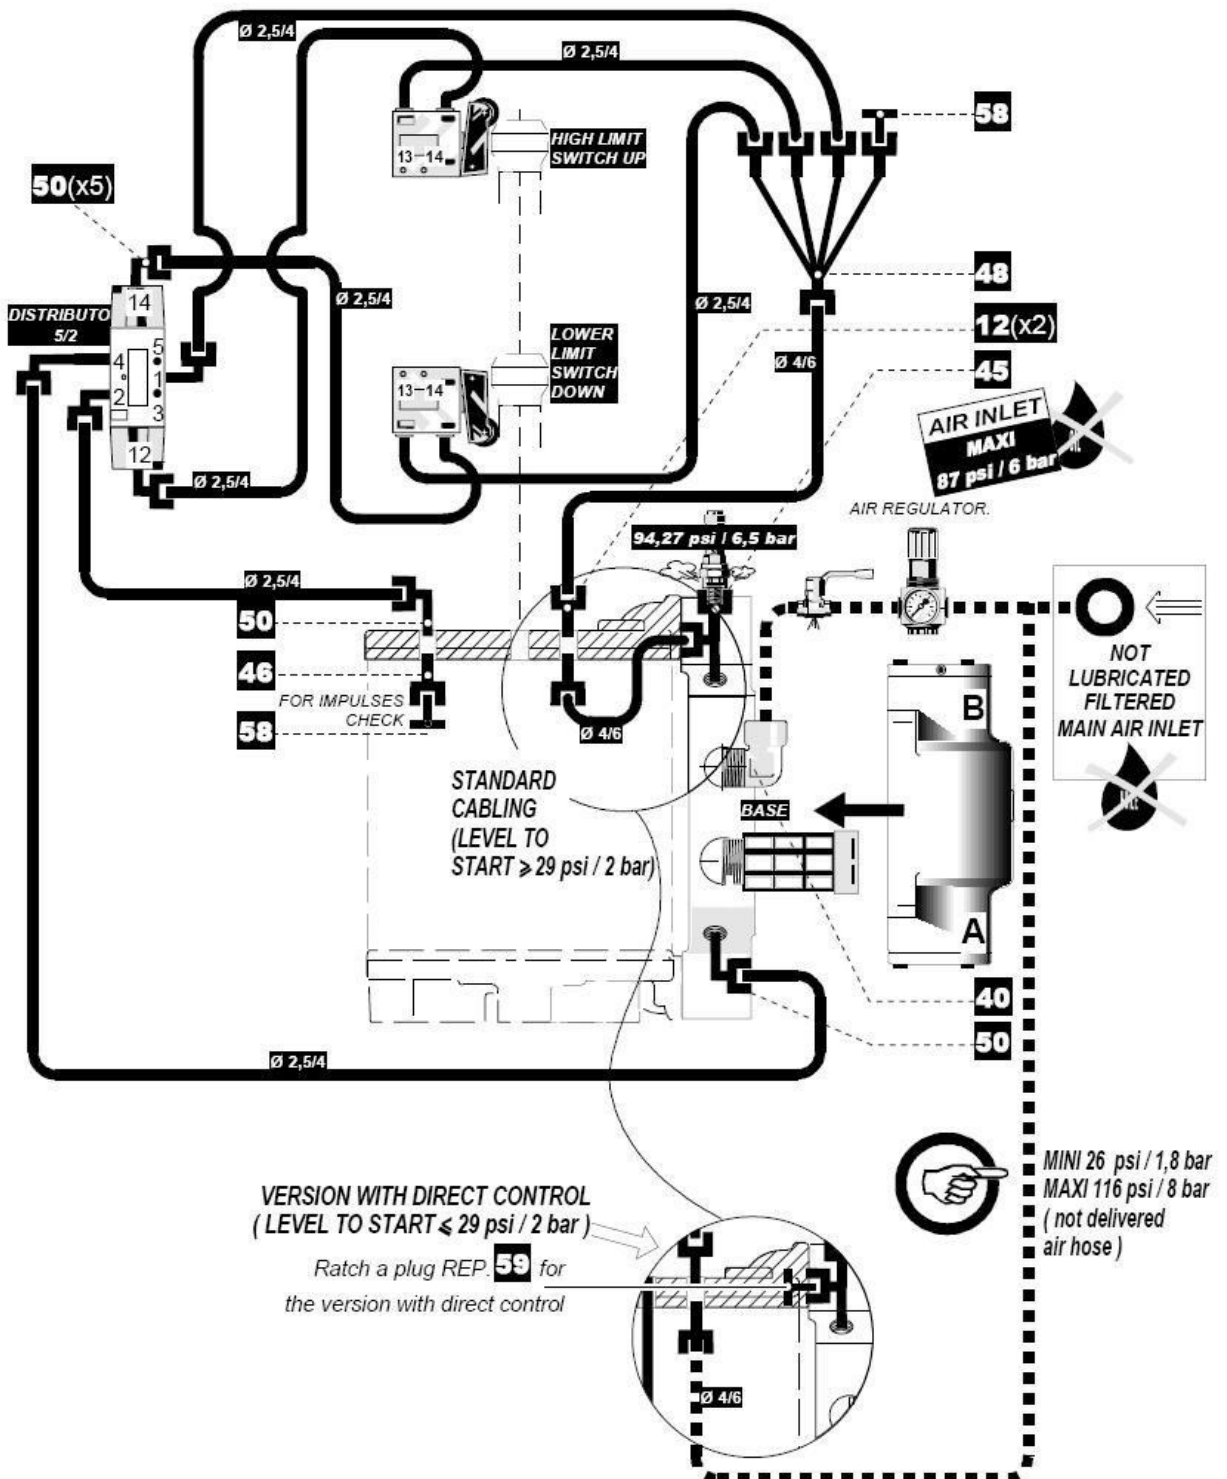 Ø 2,5/4
Ø 2,5/4
58
HIGH LIMIT
SWITCH UP
13-14
50(x5)
48
14
Ø 2,5/4
Ø 2,5/4
DISTRIBUTO
5/2
12(x2)
LOWER
LIMIT
SWITCH
DOWN
4
5
1
2
3
12
13-14
Ø 4/6
45
AIR INLET
MAXI
87 psi / 6 bar
Ø 2,5/4
AIR REGULATOR.
94,27 psi / 6,5 bar
Ø 2,5/4
50
46
FOR IMPULSES
CHECK
58
Ø 4/6
NOT
LUBRICATED
FILTERED
MAIN AIR INLET
B
STANDARD
CABLING
(LEVEL TO
START ⩾ 29 psi / 2 bar)
BASE
A
40
50
Ø 2,5/4
MINI 26 psi / 1,8 bar
MAXI 116 psi / 8 bar
( not delivered
air hose )
VERSION WITH DIRECT CONTROL
( LEVEL TO START ⩽ 29 psi / 2 bar )
Ratch a plug REP. 59 for
the version with direct control
Ø 4/6